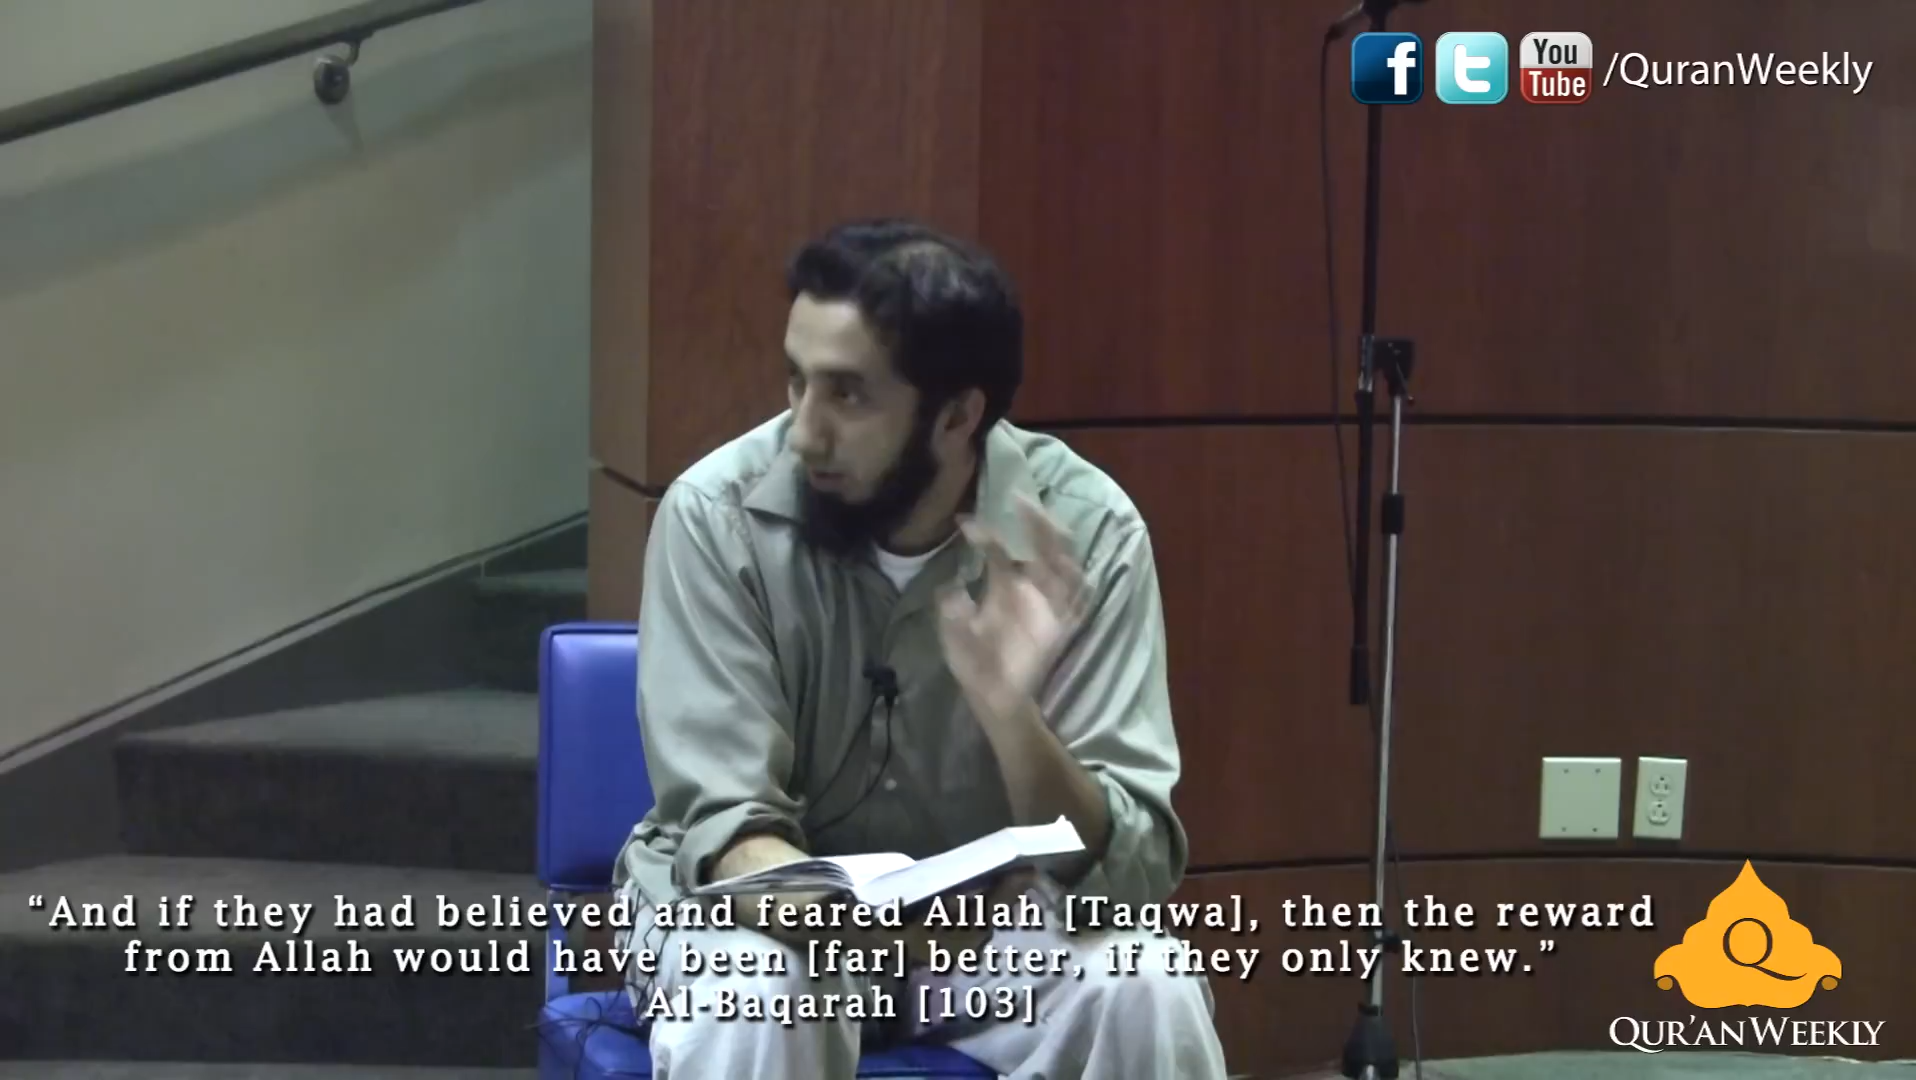 f t You Tube /QuranWeekly
“And if they had believed and feared Allah [Taqwa], then the reward
from Allah would have been [far] better, if they only knew.”
Al-Baqarah [103]
Q
QUR’AN WEEKLY